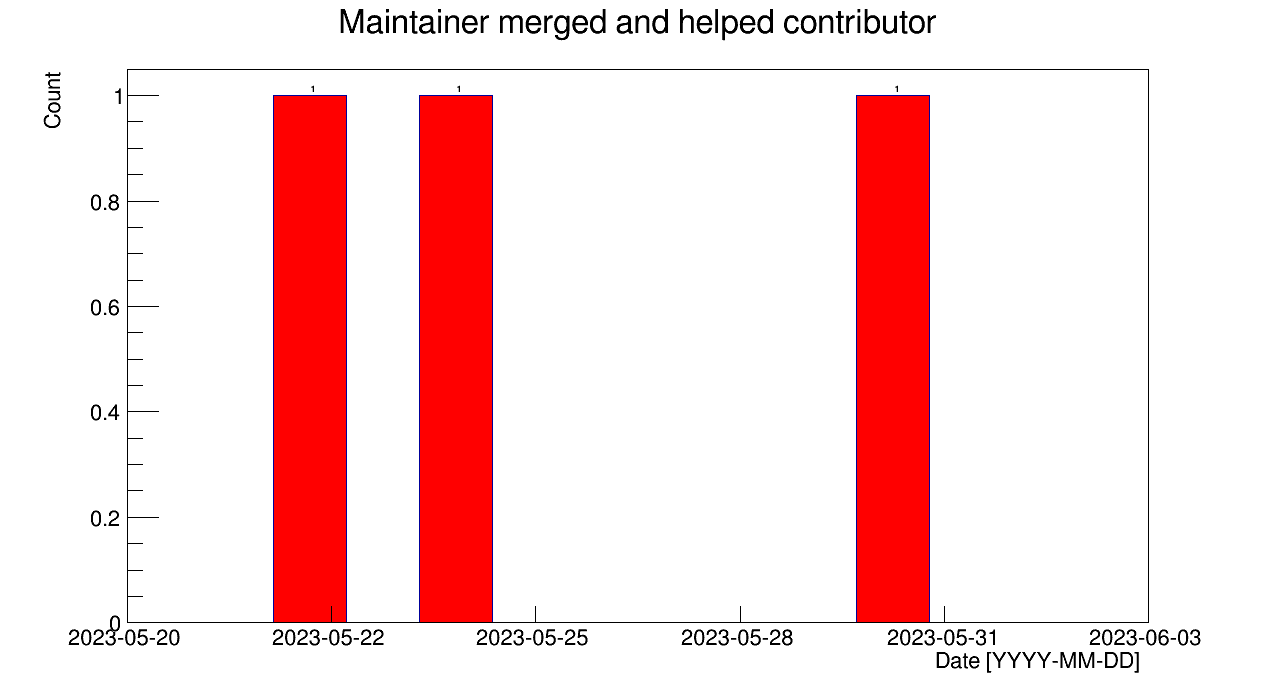 Maintainer merged and helped contributor
Count
1
0.8
0.6
0.4
0.2
0
1 1 1
2023-05-20 2023-05-22 2023-05-25 2023-05-28 2023-05-31 2023-06-03
Date [YYYY-MM-DD]